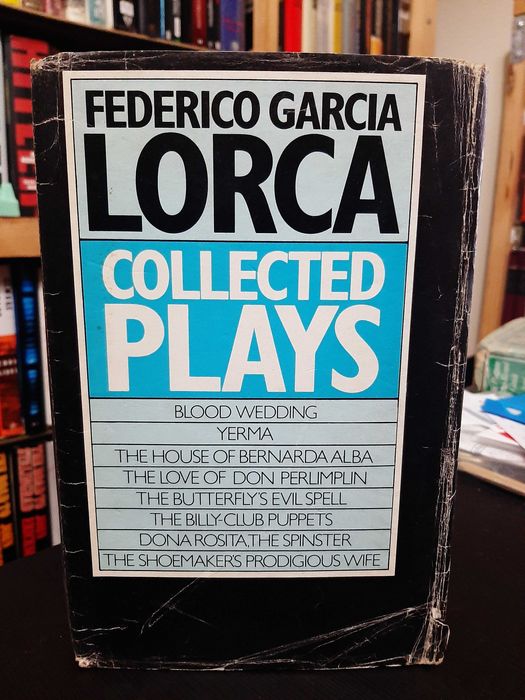 FEDERICO GARCIA
LORCA
COLLECTED
PLAYS
BLOOD WEDDING
YERMA
THE HOUSE OF BERNARDA ALBA
THE LOVE OF DON PERLIMPLIN
THE BUTTERFLY'S EVIL SPELL
THE BILLY-CLUB PUPPETS
DONA ROSITA, THE SPINSTER
THE SHOEMAKER'S PRODIGIOUS WIFE